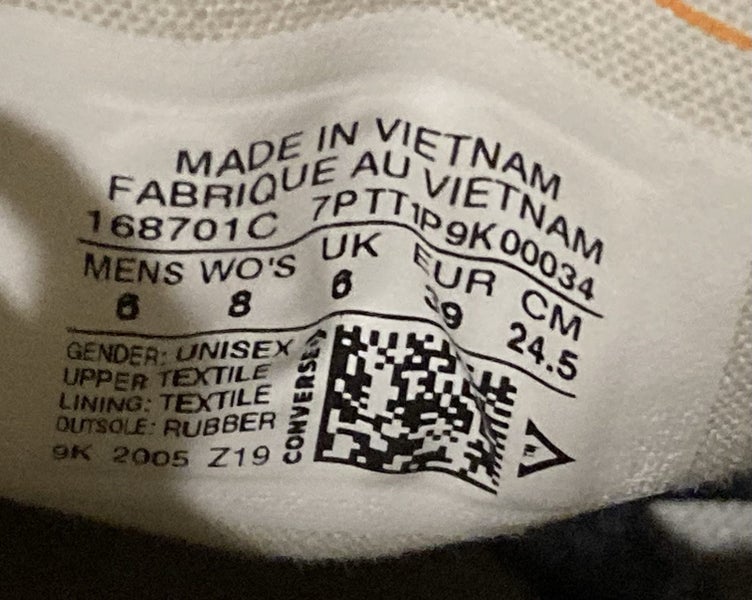 MADE IN VIETNAM
FABRIQUE AU VIETNAM
168701C 7PTT1P9K00034
MENS WO'S UK EUR CM
6 8 6 39 24.5
GENDER: UNISEX
UPPER TEXTILE
LINING: TEXTILE
OUTSOLE: RUBBER
9K 2005 Z19
CONVERSE